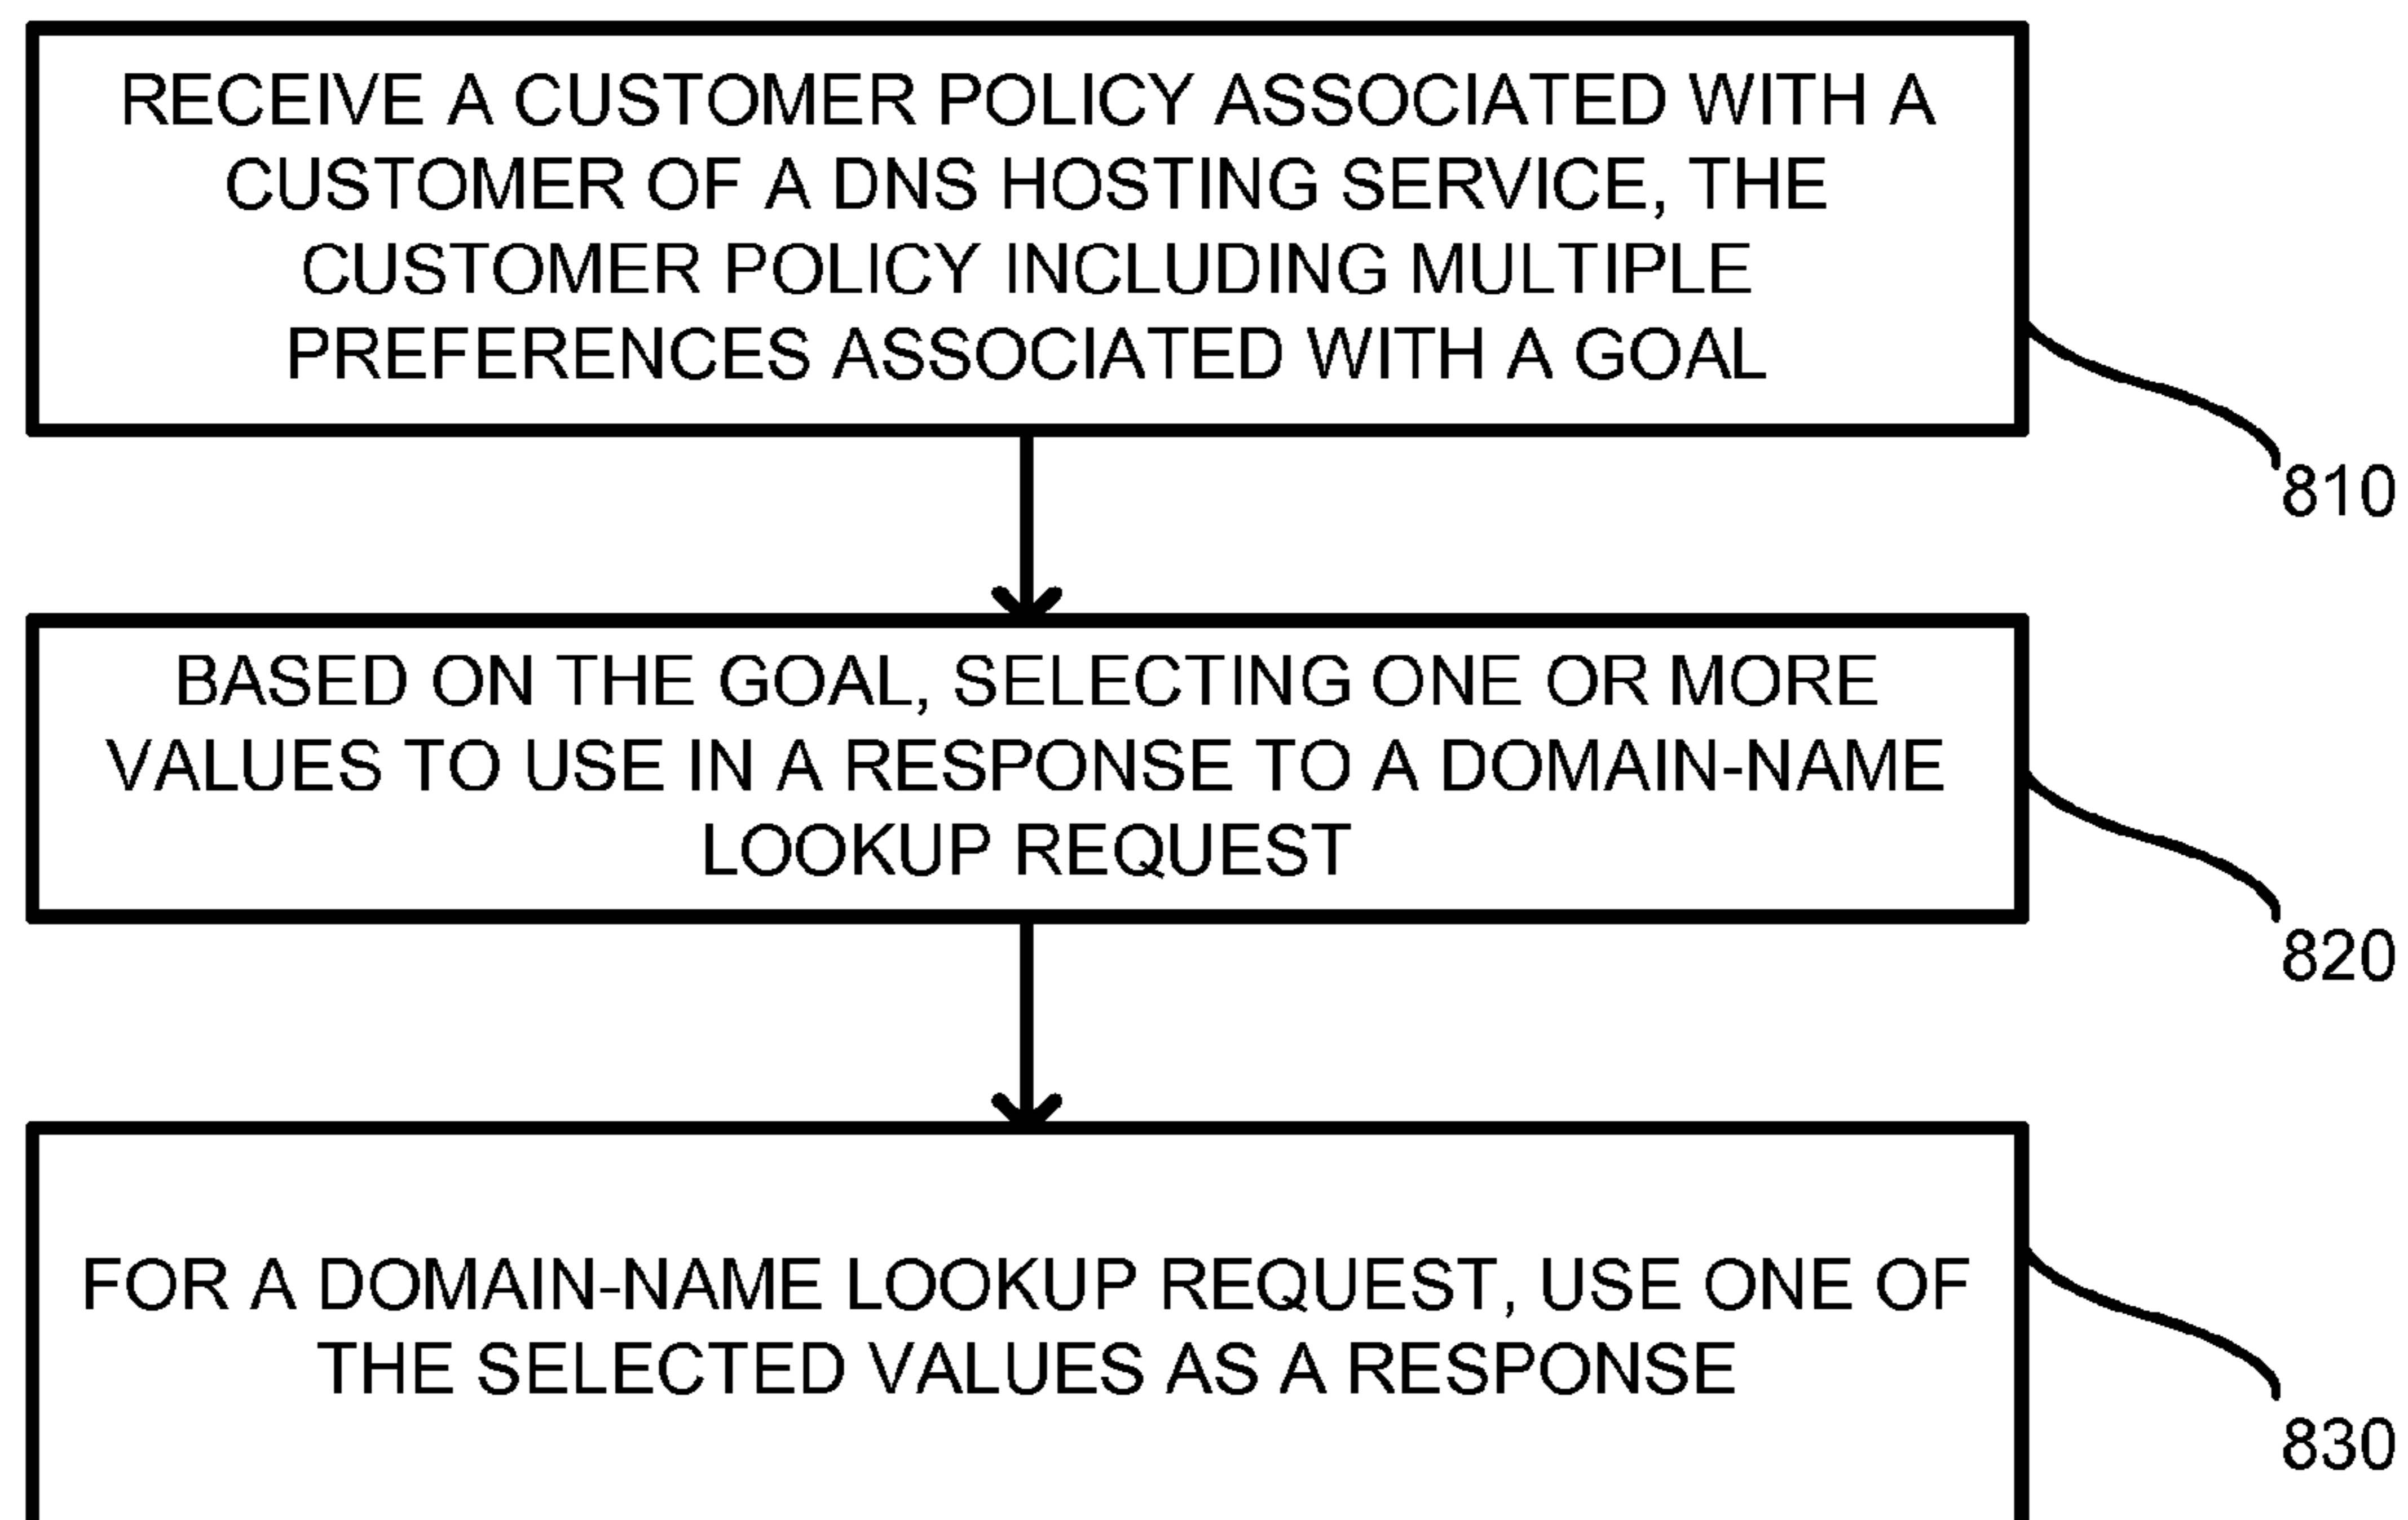 RECEIVE A CUSTOMER POLICY ASSOCIATED WITH A
CUSTOMER OF A DNS HOSTING SERVICE, THE
CUSTOMER POLICY INCLUDING MULTIPLE
PREFERENCES ASSOCIATED WITH A GOAL
810
BASED ON THE GOAL, SELECTING ONE OR MORE
VALUES TO USE IN A RESPONSE TO A DOMAIN-NAME
LOOKUP REQUEST
820
FOR A DOMAIN-NAME LOOKUP REQUEST, USE ONE OF
THE SELECTED VALUES AS A RESPONSE
830